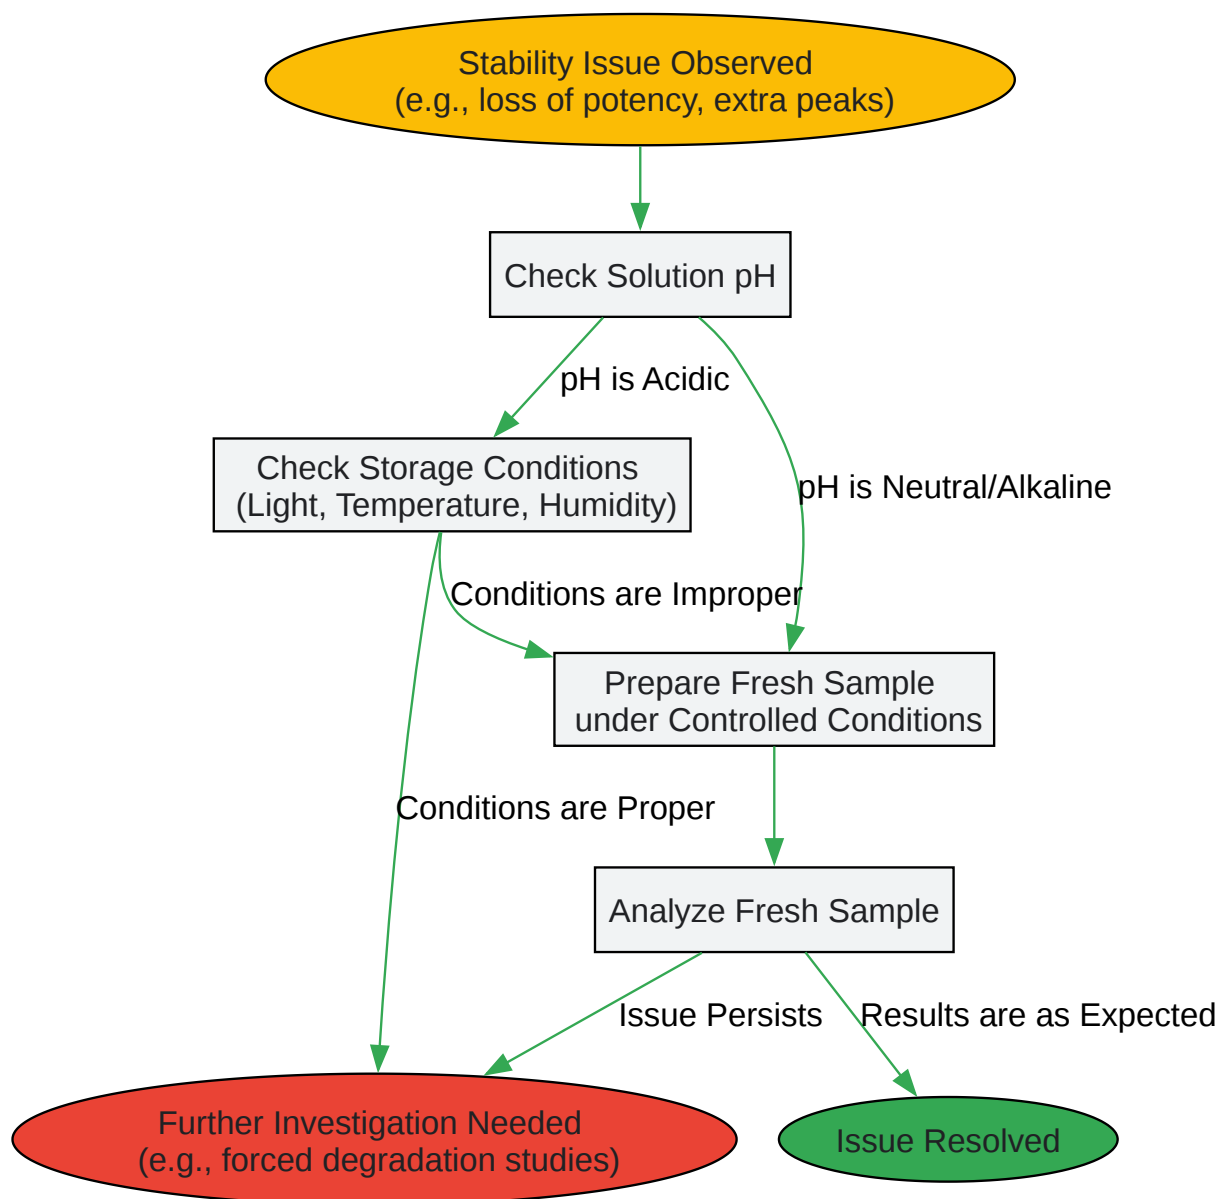 Stability Issue Observed
(e.g., loss of potency, extra peaks)
Check Solution pH
pH is Acidic
Check Storage Conditions
(Light, Temperature, Humidity)
pH is Neutral/Alkaline
Conditions are Improper
Prepare Fresh Sample
under Controlled Conditions
Conditions are Proper
Analyze Fresh Sample
Issue Persists
Results are as Expected
Further Investigation Needed
(e.g., forced degradation studies)
Issue Resolved